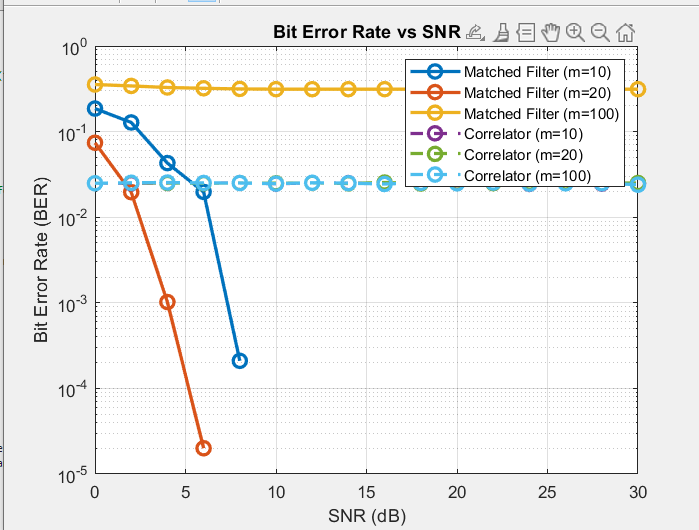 Bit Error Rate vs SNR
10^0
10^-1
10^-2
10^-3
10^-4
10^-5
Bit Error Rate (BER)
Matched Filter (m=10)
Matched Filter (m=20)
Matched Filter (m=100)
Correlator (m=10)
Correlator (m=20)
Correlator (m=100)
0
5
10
15
20
25
30
SNR (dB)